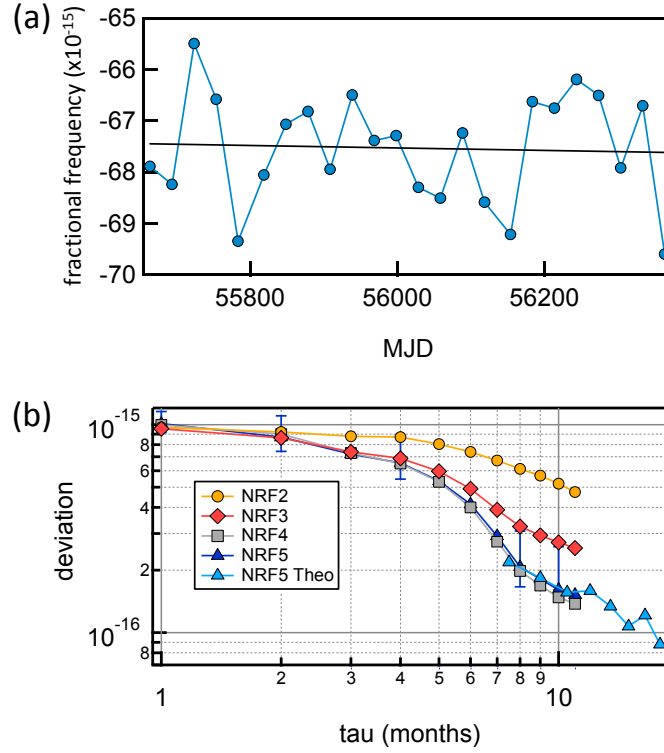 (a)
fractional frequency (x10-15)
-65
-66
-67
-68
-69
-70
55800
56000
56200
MJD
(b)
deviation
10-15
8
6
4
2
10-16
8
NRF2
NRF3
NRF4
NRF5
NRF5 Theo
1
2
3
4
5
6
7
8
9
10
tau (months)